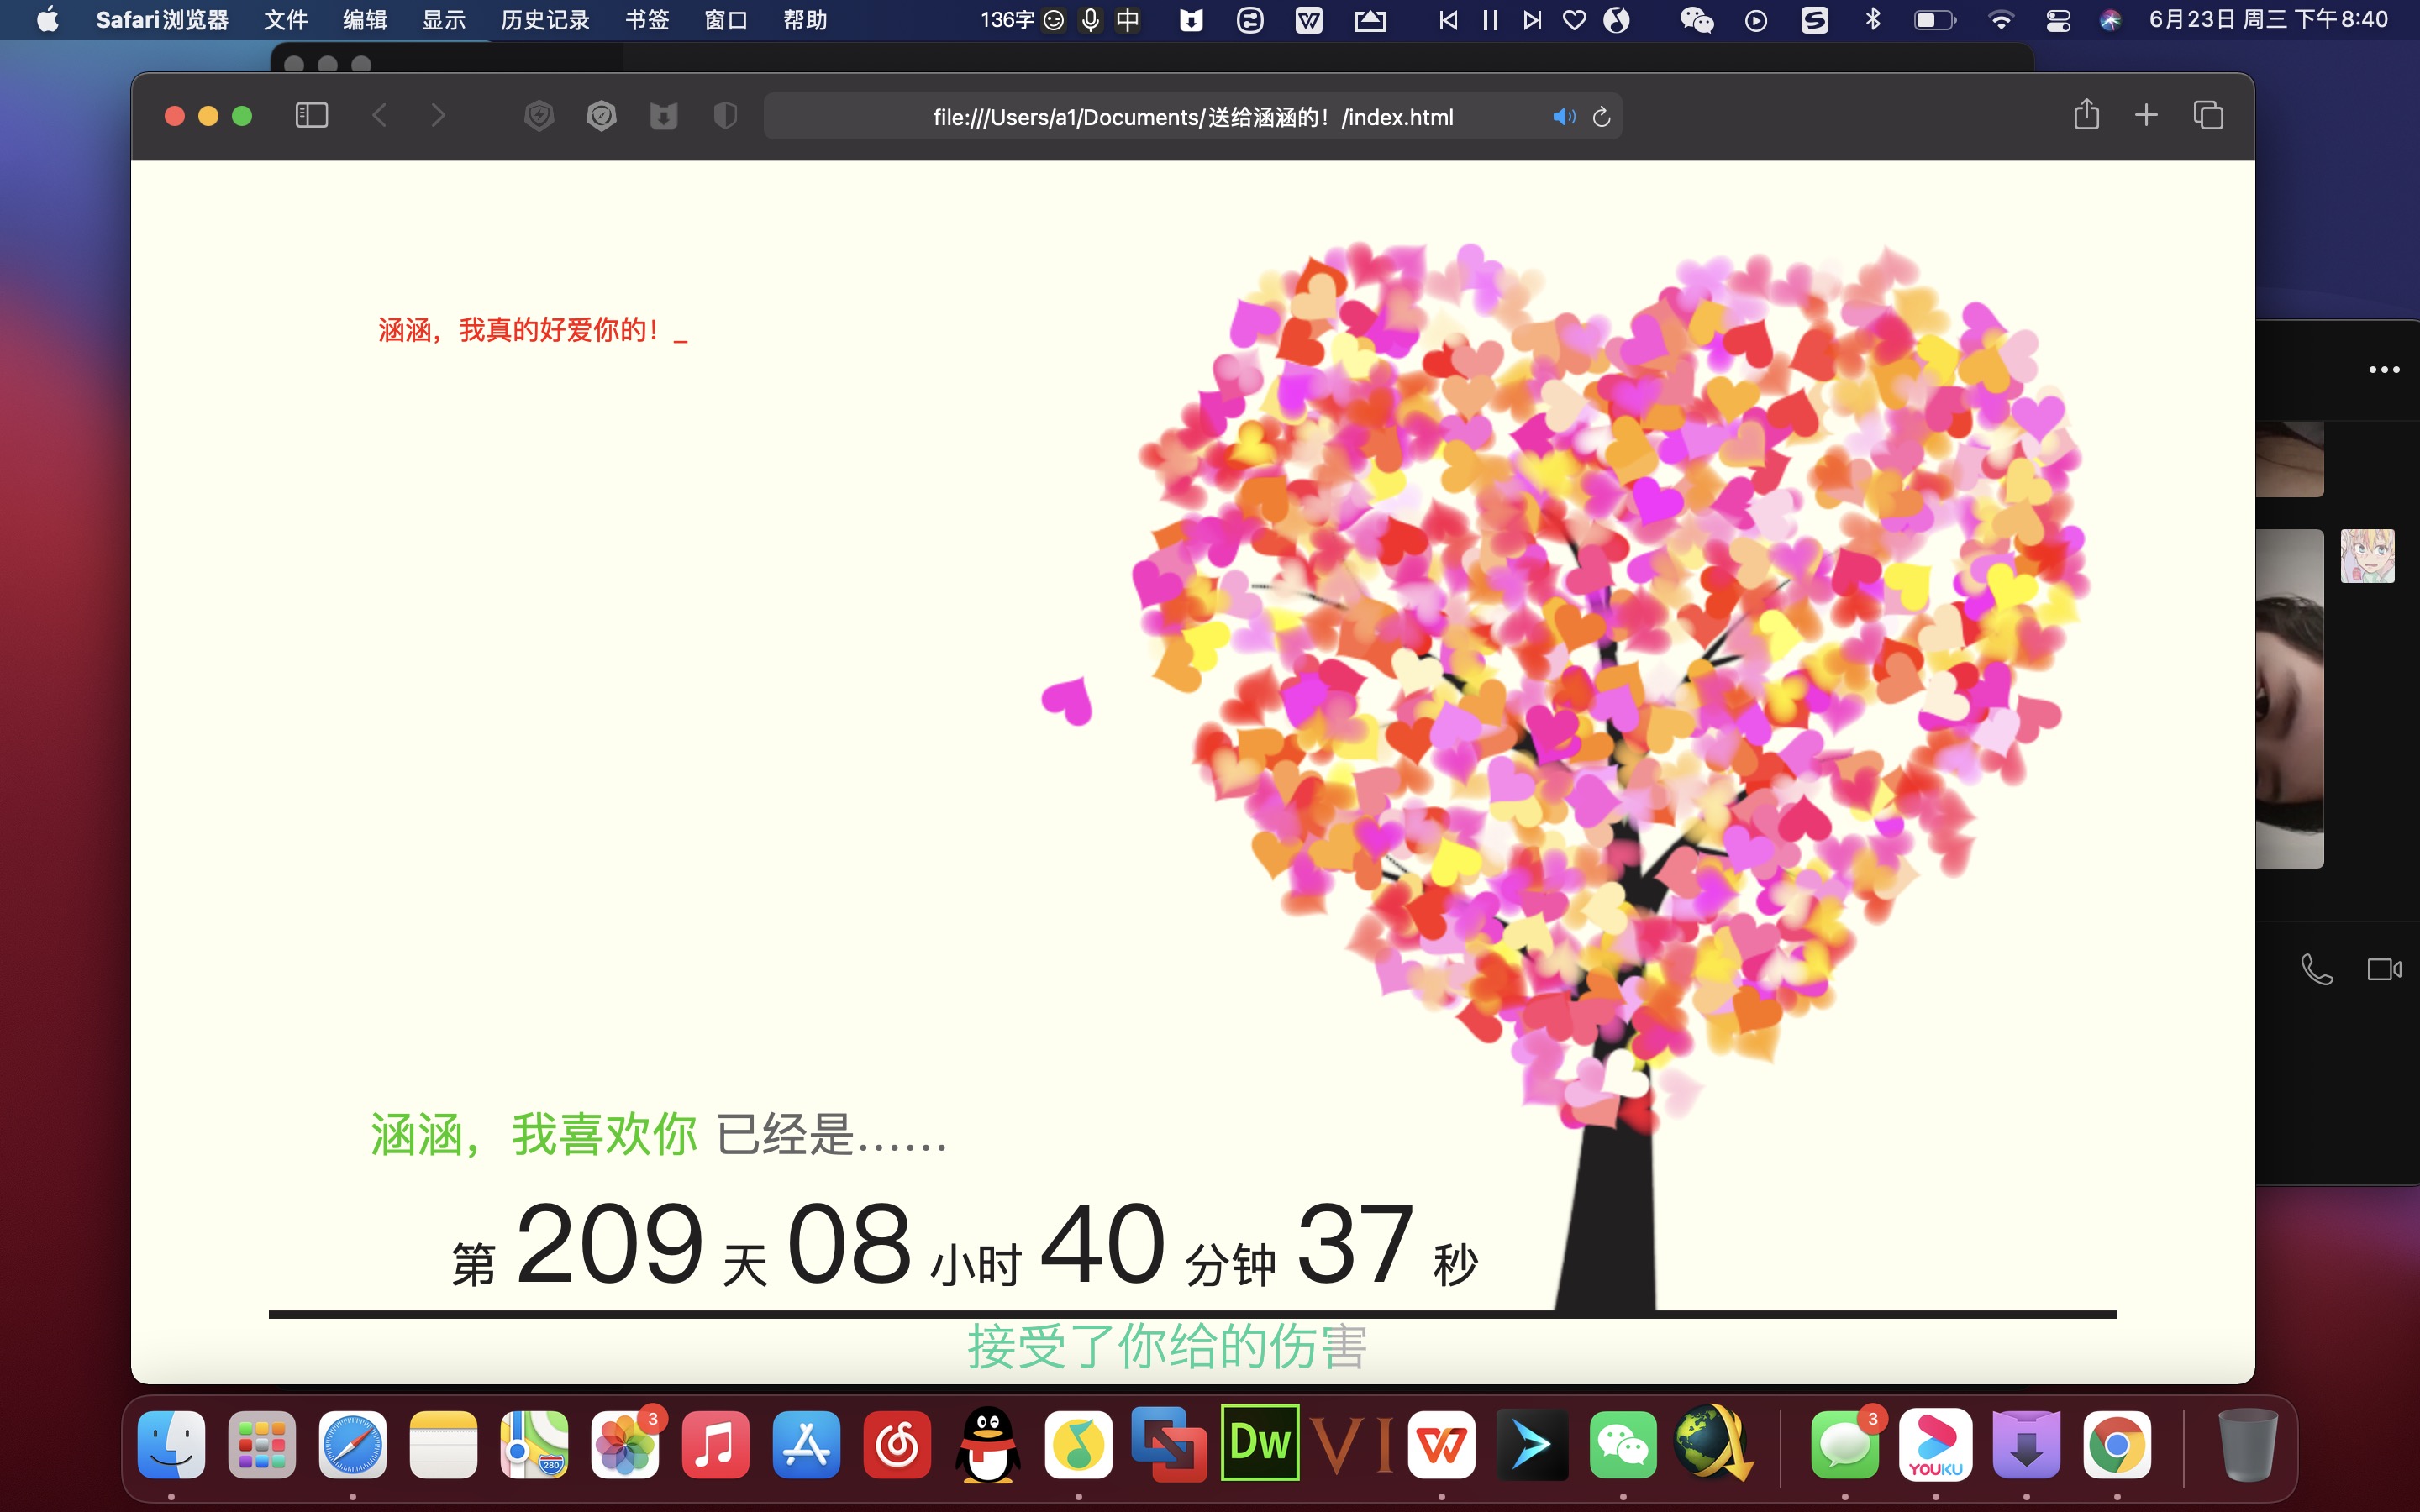 Safari浏览器 文件 编辑 显示 历史记录 书签 窗口 帮助 136字 中 6月23日 周三 下午8:40
file:///Users/a1/Documents/送给涵涵的！/index.html
涵涵，我真的好爱你的！_
涵涵，我喜欢你 已经是……
第 209 天 08 小时 40 分钟 37 秒
接受了你给的伤害
3
280
Dw
VI
3
YOUKU